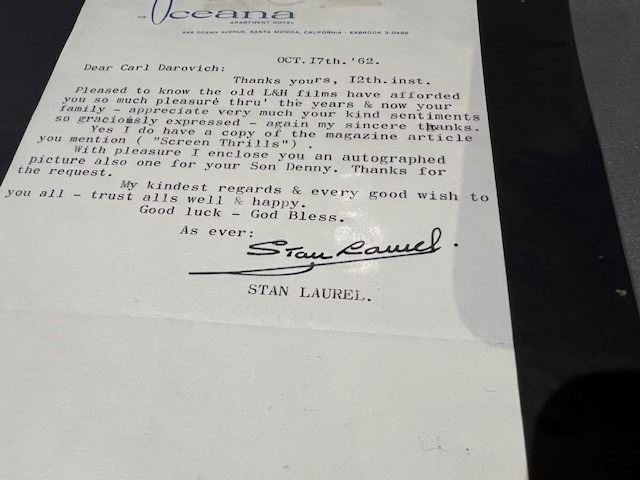 THE Oceana
APARTMENT HOTEL
849 OCEAN AVENUE, SANTA MONICA, CALIFORNIA · EXBROOK 3-0486
OCT.I7th.'62.
Dear Carl Darovich:
Thanks yours, I2th.inst.
Pleased to know the old L&H films have afforded
you so much pleasure thru' the years & now your
family - appreciate very much your kind sentiments
so graciously expressed - again my sincere thanks.
Yes I do have a copy of the magazine article
you mention ( "Screen Thrills") .
With pleasure I enclose you an autographed
picture also one for your Son Denny. Thanks for
the request.
My kindest regards & every good wish to
you all - trust alls well & happy.
Good luck - God Bless.
As ever:
Stan Laurel.
STAN LAUREL.